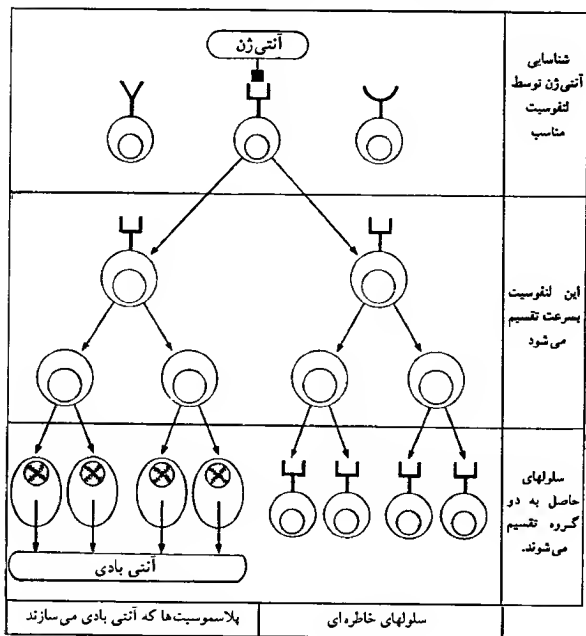 شناسایی
آنتی‌ژن توسط
لنفوسیت
مناسب
آنتی‌ژن
این لنفوسیت
بسرعت تقسیم
می‌شود
سلولهای
حاصل به دو
گروه تقسیم
می‌شوند.
آنتی بادی
سلولهای خاطره‌ای
پلاسموسیت‌ها که آنتی بادی می‌سازند